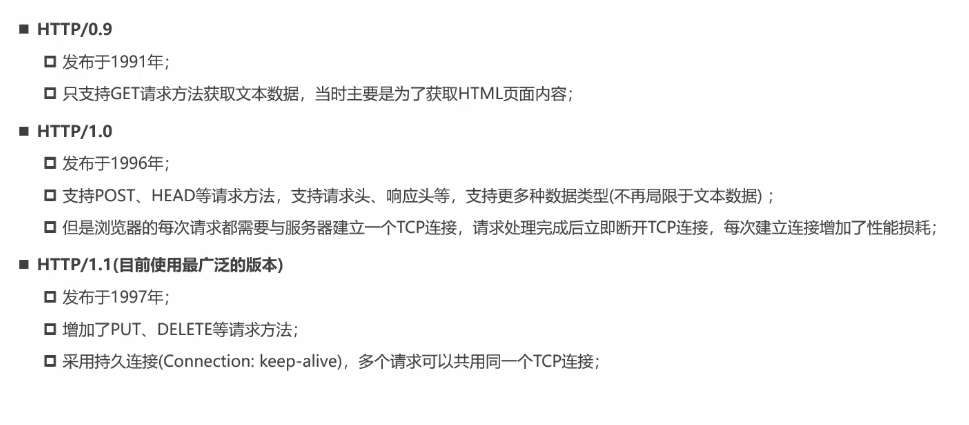 HTTP/0.9
发布于1991年；
只支持GET请求方法获取文本数据，当时主要是为了获取HTML页面内容；
HTTP/1.0
发布于1996年；
支持POST、HEAD等请求方法，支持请求头、响应头等，支持更多种数据类型(不再局限于文本数据) ；
但是浏览器的每次请求都需要与服务器建立一个TCP连接，请求处理完成后立即断开TCP连接，每次建立连接增加了性能损耗；
HTTP/1.1(目前使用最广泛的版本)
发布于1997年；
增加了PUT、DELETE等请求方法；
采用持久连接(Connection: keep-alive)，多个请求可以共用同一个TCP连接；